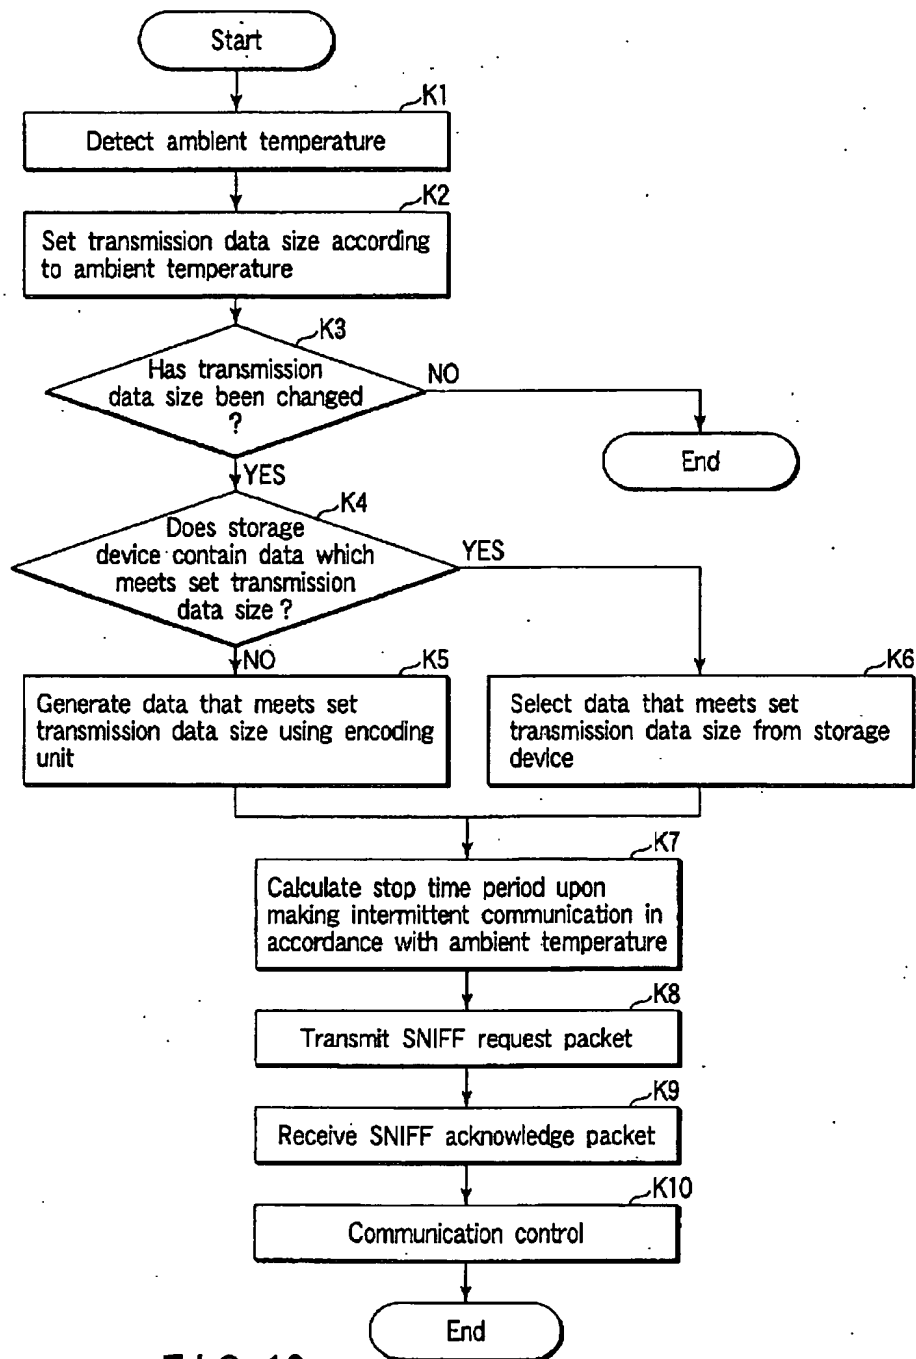 Start
K1
Detect ambient temperature
K2
Set transmission data size according
to ambient temperature
K3
Has transmission
data size been changed
?
NO
End
YES
K4
Does storage
device contain data which
meets set transmission
data size ?
YES
NO
K5
Generate data that meets set
transmission data size using encoding
unit
K6
Select data that meets set
transmission data size from storage
device
K7
Calculate stop time period upon
making intermittent communication in
accordance with ambient temperature
K8
Transmit SNIFF request packet
K9
Receive SNIFF acknowledge packet
K10
Communication control
End